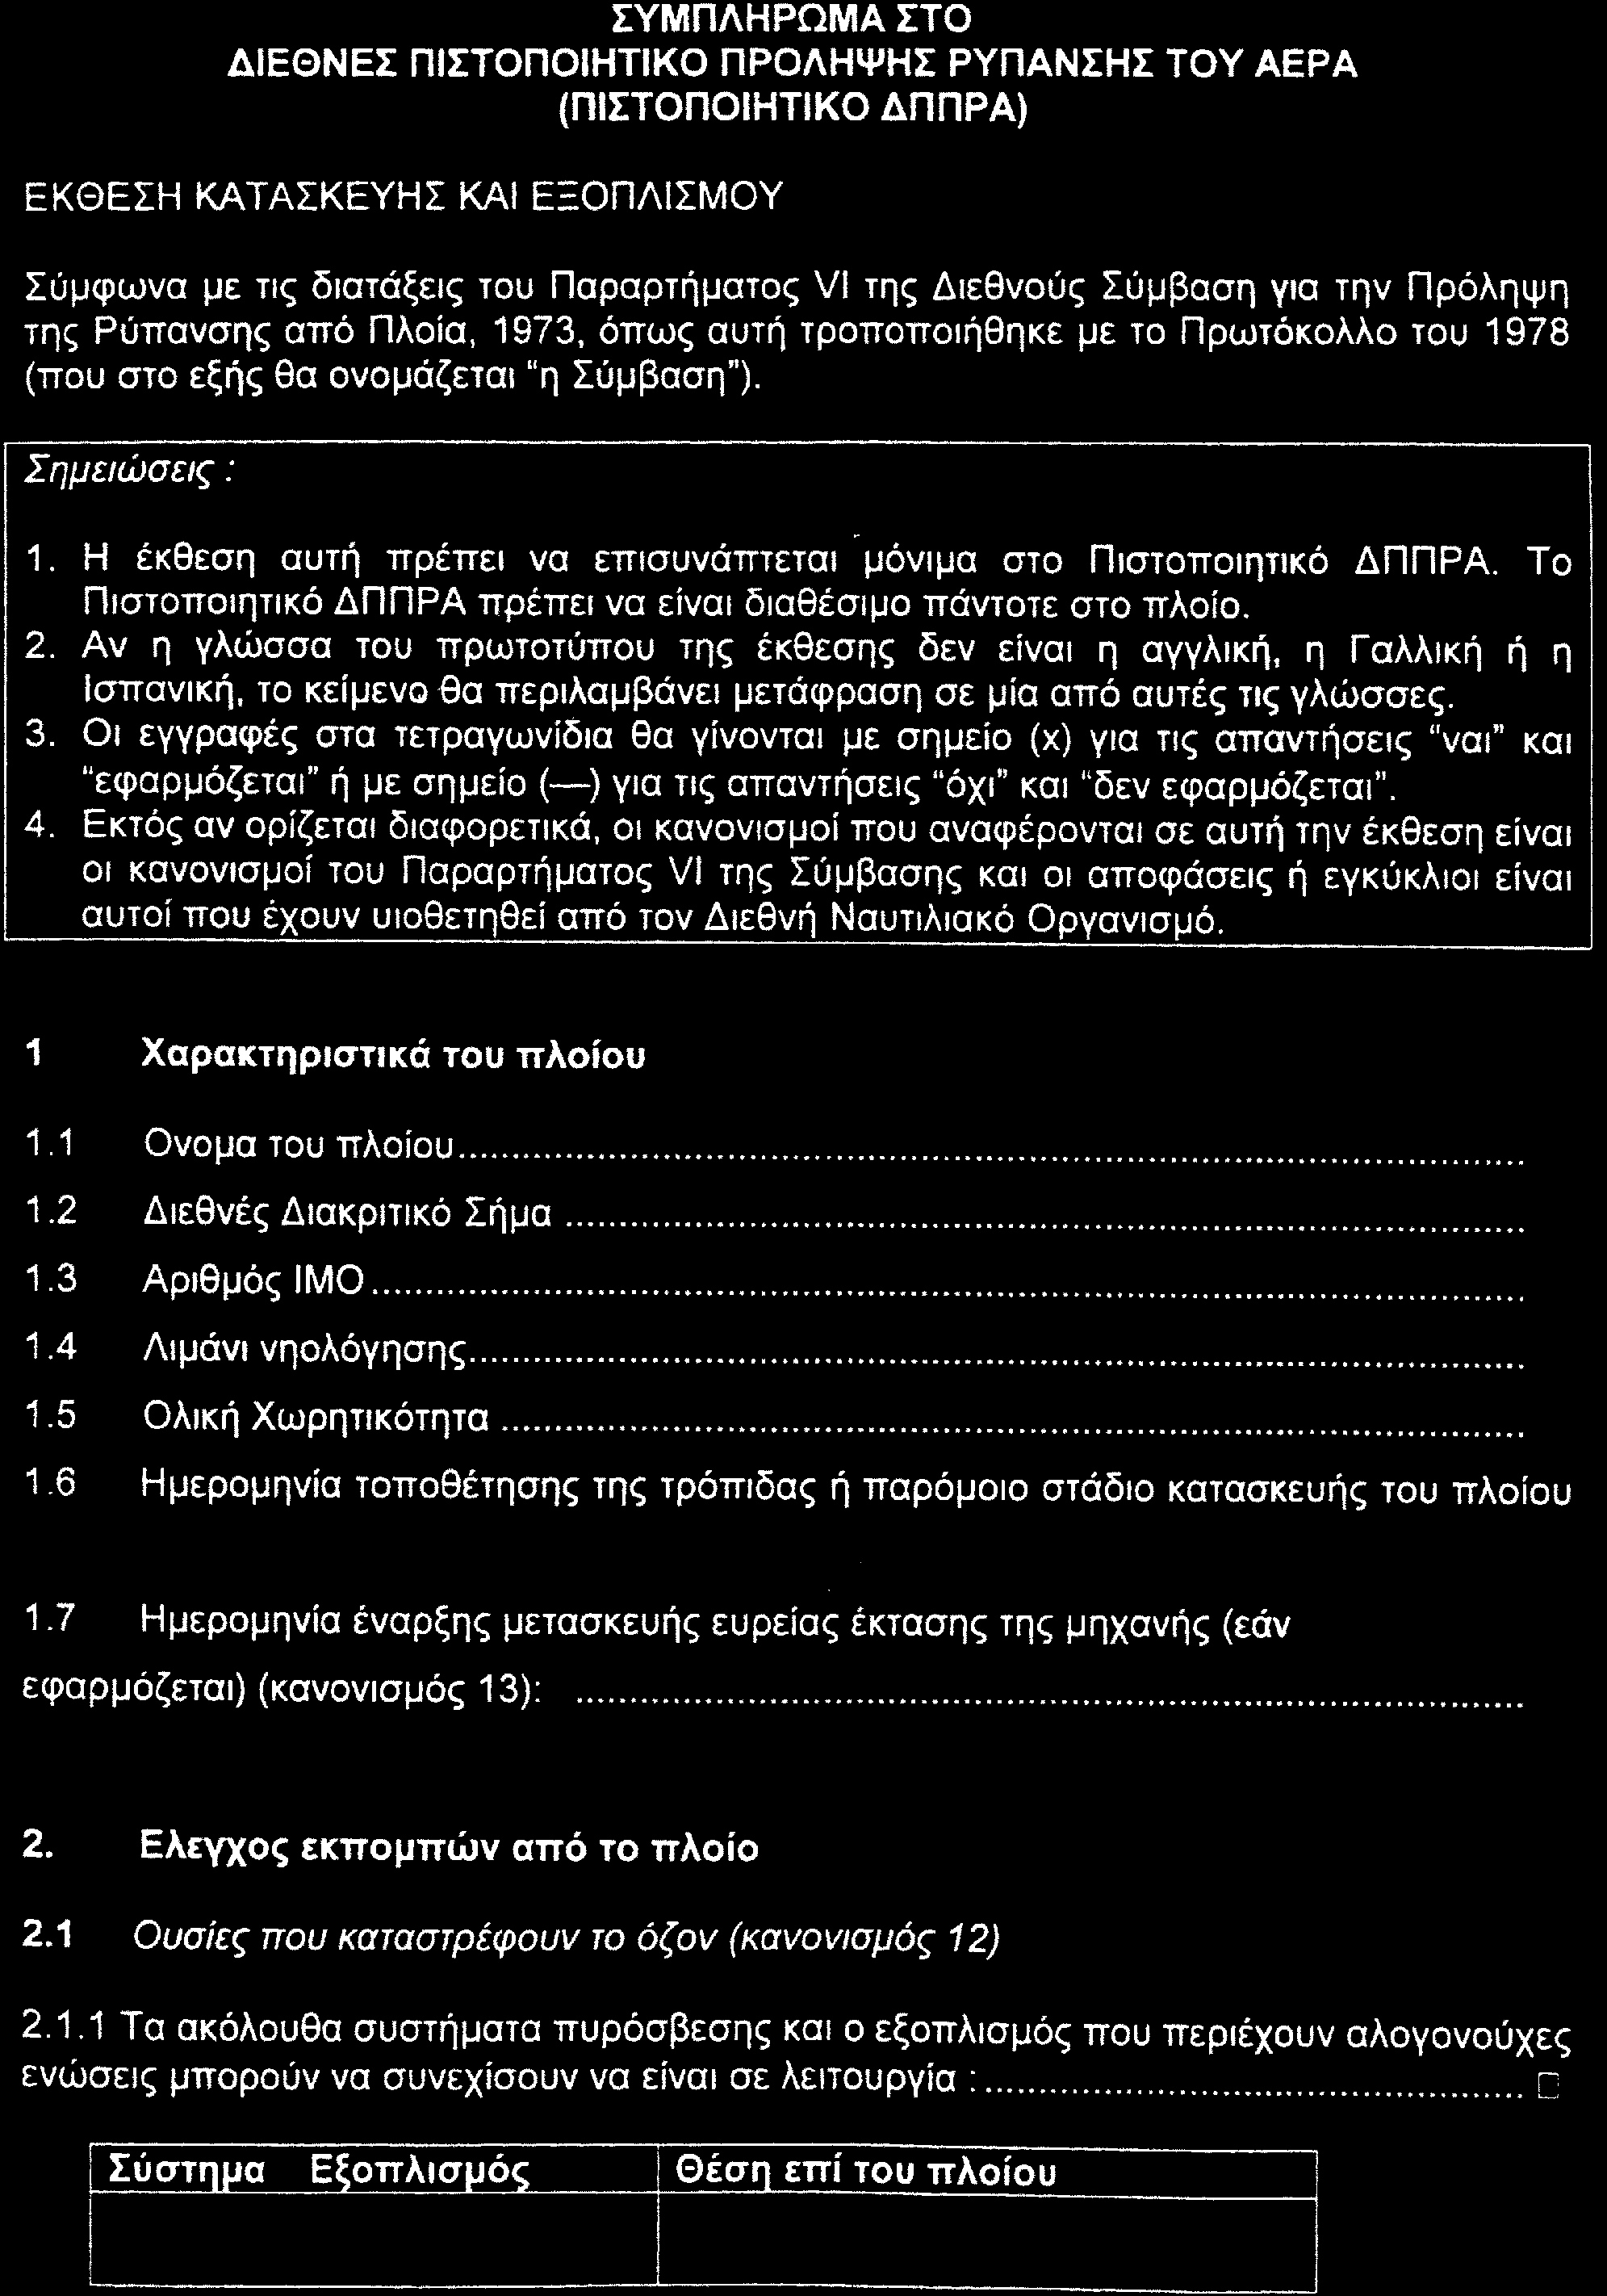 ΣΥΜΠΛΗΡΩΜΑ ΣΤΟ
ΔΙΕΘΝΕΣ ΠΙΣΤΟΠΟΙΗΤΙΚΟ ΠΡΟΛΗΨΗΣ ΡΥΠΑΝΣΗΣ ΤΟΥ ΑΕΡΑ
(ΠΙΣΤΟΠΟΙΗΤΙΚΟ ΔΠΠΡΑ)
ΕΚΘΕΣΗ ΚΑΤΑΣΚΕΥΗΣ ΚΑΙ ΕΞΟΠΛΙΣΜΟΥ
Σύμφωνα με τις διατάξεις του Παραρτήματος VI της Διεθνούς Σύμβαση για την Πρόληψη
της Ρύπανσης από Πλοία, 1973, όπως αυτή τροποποιήθηκε με το Πρωτόκολλο του 1978
(που στο εξής θα ονομάζεται “η Σύμβαση”).
Σημειώσεις :
1. Η έκθεση αυτή πρέπει να επισυνάπτεται μόνιμα στο Πιστοποιητικό ΔΠΠΡΑ. Το
Πιστοποιητικό ΔΠΠΡΑ πρέπει να είναι διαθέσιμο πάντοτε στο πλοίο.
2. Αν η γλώσσα του πρωτοτύπου της έκθεσης δεν είναι η αγγλική, η Γαλλική ή η
Ισπανική, το κείμενο θα περιλαμβάνει μετάφραση σε μία από αυτές τις γλώσσες.
3. Οι εγγραφές στα τετραγωνίδια θα γίνονται με σημείο (x) για τις απαντήσεις “ναι” και
“εφαρμόζεται” ή με σημείο (—) για τις απαντήσεις “όχι” και “δεν εφαρμόζεται”.
4. Εκτός αν ορίζεται διαφορετικά, οι κανονισμοί που αναφέρονται σε αυτή την έκθεση είναι
οι κανονισμοί του Παραρτήματος VI της Σύμβασης και οι αποφάσεις ή εγκύκλιοι είναι
αυτοί που έχουν υιοθετηθεί από τον Διεθνή Ναυτιλιακό Οργανισμό.
1 Χαρακτηριστικά του πλοίου
1.1 Ονομα του πλοίου..........
1.2 Διεθνές Διακριτικό Σήμα ..........
1.3 Αριθμός ΙΜΟ..........
1.4 Λιμάνι νηολόγησης..........
1.5 Ολική Χωρητικότητα ..........
1.6 Ημερομηνία τοποθέτησης της τρόπιδας ή παρόμοιο στάδιο κατασκευής του πλοίου
1.7 Ημερομηνία έναρξης μετασκευής ευρείας έκτασης της μηχανής (εάν
εφαρμόζεται) (κανονισμός 13): ..........
2. Ελεγχος εκπομπών από το πλοίο
2.1 Ουσίες που καταστρέφουν το όζον (κανονισμός 12)
2.1.1 Τα ακόλουθα συστήματα πυρόσβεσης και ο εξοπλισμός που περιέχουν αλογονούχες
ενώσεις μπορούν να συνεχίσουν να είναι σε λειτουργία :.......... □
Σύστημα Εξοπλισμός Θέση επί του πλοίου